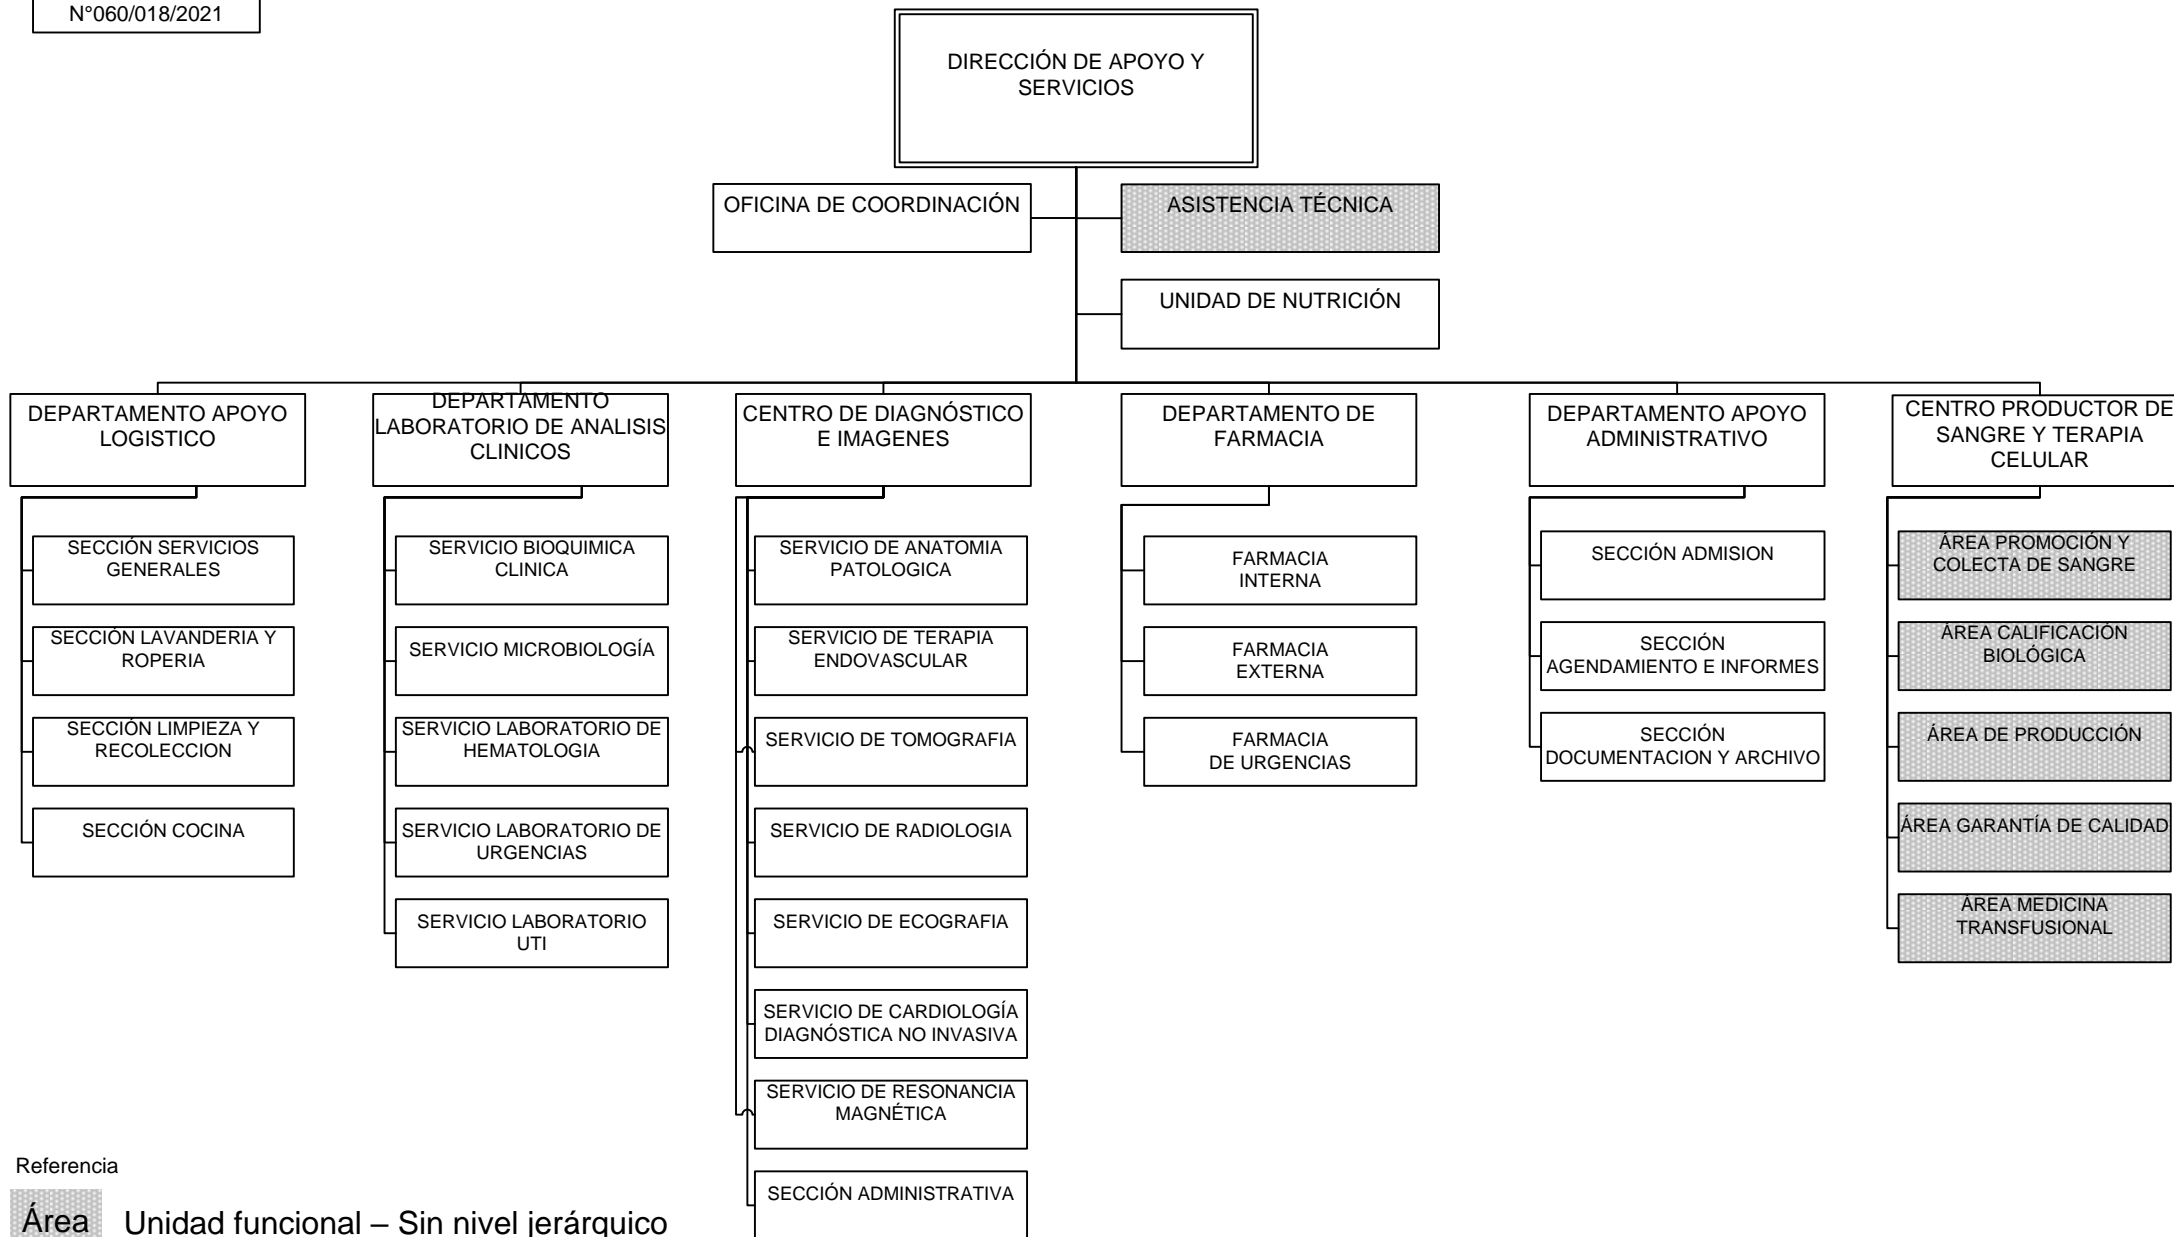 N°060/018/2021
DIRECCIÓN DE APOYO Y
SERVICIOS
OFICINA DE COORDINACIÓN
ASISTENCIA TÉCNICA
UNIDAD DE NUTRICIÓN
DEPARTAMENTO APOYO
LOGISTICO
DEPARTAMENTO
LABORATORIO DE ANALISIS
CLINICOS
CENTRO DE DIAGNÓSTICO
E IMAGENES
DEPARTAMENTO DE
FARMACIA
DEPARTAMENTO APOYO
ADMINISTRATIVO
CENTRO PRODUCTOR DE
SANGRE Y TERAPIA
CELULAR
SECCIÓN SERVICIOS
GENERALES
SECCIÓN LAVANDERIA Y
ROPERIA
SECCIÓN LIMPIEZA Y
RECOLECCION
SECCIÓN COCINA
SERVICIO BIOQUIMICA
CLINICA
SERVICIO MICROBIOLOGÍA
SERVICIO LABORATORIO DE
HEMATOLOGIA
SERVICIO LABORATORIO DE
URGENCIAS
SERVICIO LABORATORIO
UTI
SERVICIO DE ANATOMIA
PATOLOGICA
SERVICIO DE TERAPIA
ENDOVASCULAR
SERVICIO DE TOMOGRAFIA
SERVICIO DE RADIOLOGIA
SERVICIO DE ECOGRAFIA
SERVICIO DE CARDIOLOGÍA
DIAGNÓSTICA NO INVASIVA
SERVICIO DE RESONANCIA
MAGNÉTICA
SECCIÓN ADMINISTRATIVA
FARMACIA
INTERNA
FARMACIA
EXTERNA
FARMACIA
DE URGENCIAS
SECCIÓN ADMISION
SECCIÓN
AGENDAMIENTO E INFORMES
SECCIÓN
DOCUMENTACION Y ARCHIVO
ÁREA PROMOCIÓN Y
COLECTA DE SANGRE
ÁREA CALIFICACIÓN
BIOLÓGICA
ÁREA DE PRODUCCIÓN
ÁREA GARANTÍA DE CALIDAD
ÁREA MEDICINA
TRANSFUSIONAL
Referencia
Área
Unidad funcional – Sin nivel jerárquico